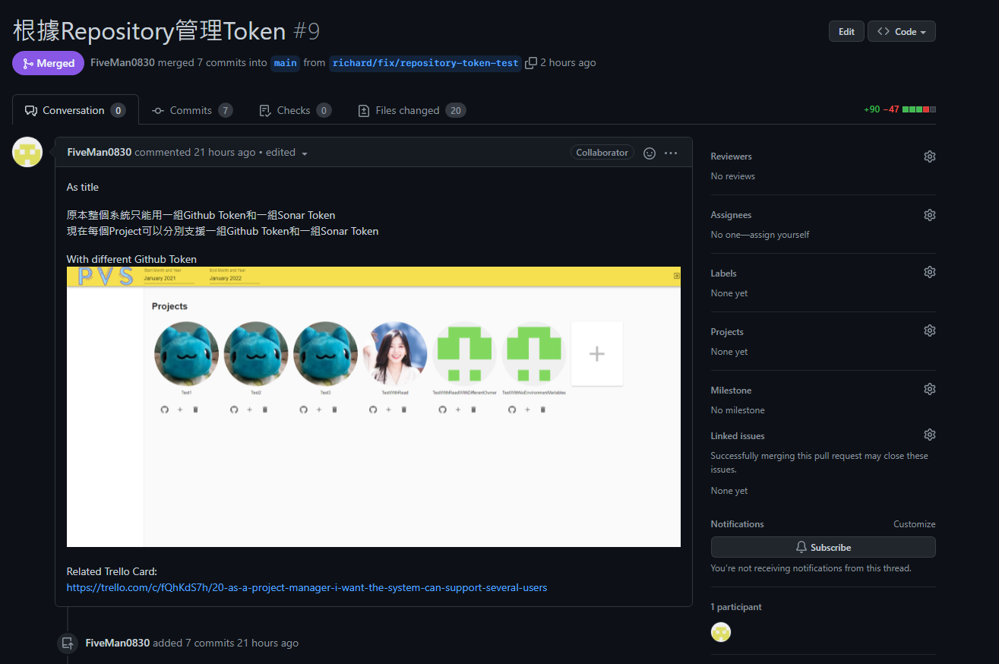 根據Repository管理Token #9
Edit
Code
Merged
FiveMan0830 merged 7 commits into main from richard/fix/repository-token-test 2 hours ago
Conversation 0
Commits 7
Checks 0
Files changed 20
+90 −47
FiveMan0830 commented 21 hours ago • edited
Collaborator
As title
原本整個系統只能用一組Github Token和一組Sonar Token
現在每個Project可以分別支援一組Github Token和一組Sonar Token
With different Github Token
PVS
Start Month and Year
January 2021
End Month and Year
January 2022
Projects
Test1
Test2
Test3
TestWithRead
TestWithReadWithDifferentOwner
TestWithNoEnvironmentVariables
Related Trello Card:
https://trello.com/c/fQhKdS7h/20-as-a-project-manager-i-want-the-system-can-support-several-users
FiveMan0830 added 7 commits 21 hours ago
Reviewers
No reviews
Assignees
No one—assign yourself
Labels
None yet
Projects
None yet
Milestone
No milestone
Linked issues
Successfully merging this pull request may close these
issues.
None yet
Notifications
Customize
Subscribe
You're not receiving notifications from this thread.
1 participant